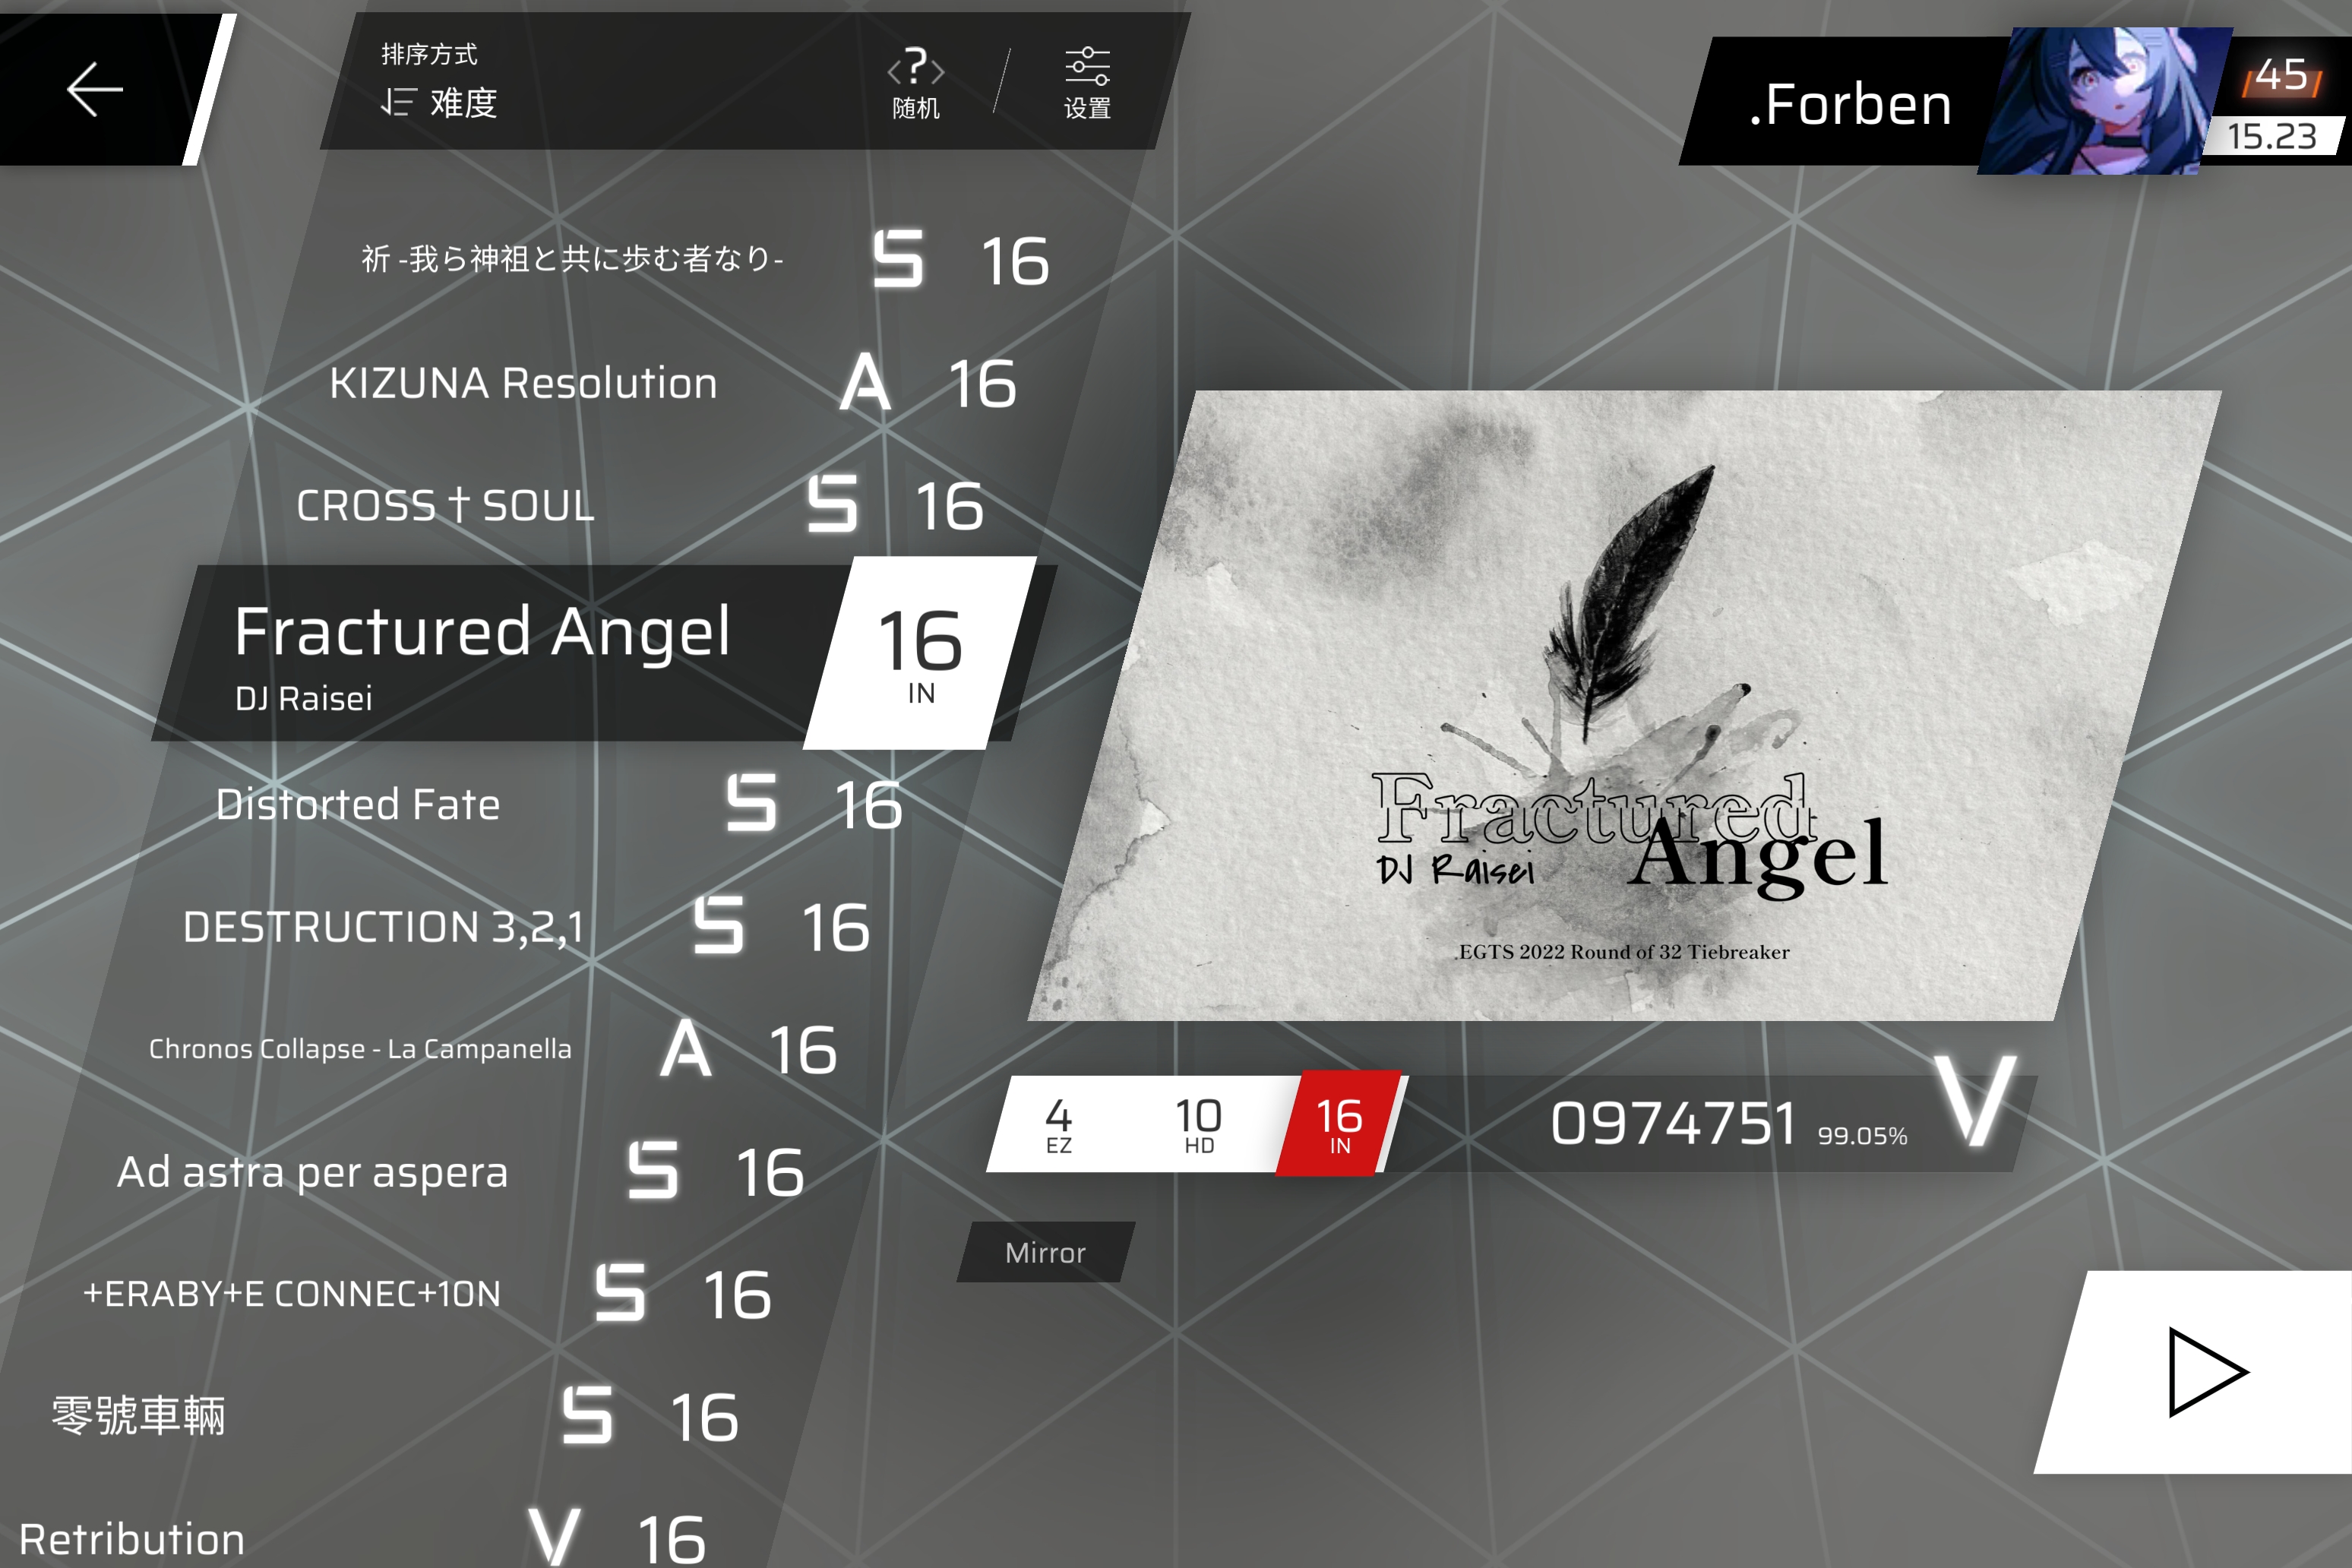 排序方式
难度
<?>
随机
设置
.Forben
45
15.23
祈 -我ら神祖と共に歩む者なり- S 16
KIZUNA Resolution A 16
CROSS † SOUL S 16
Fractured Angel
DJ Raisei
16
IN
Distorted Fate S 16
DESTRUCTION 3,2,1 S 16
Chronos Collapse - La Campanella A 16
Ad astra per aspera S 16
+ERABY+E CONNEC+10N S 16
零號車輛 S 16
Retribution V 16
Fractured
Angel
DJ Raisei
.EGTS 2022 Round of 32 Tiebreaker
4 10 16
EZ HD IN
0974751 99.05% V
Mirror